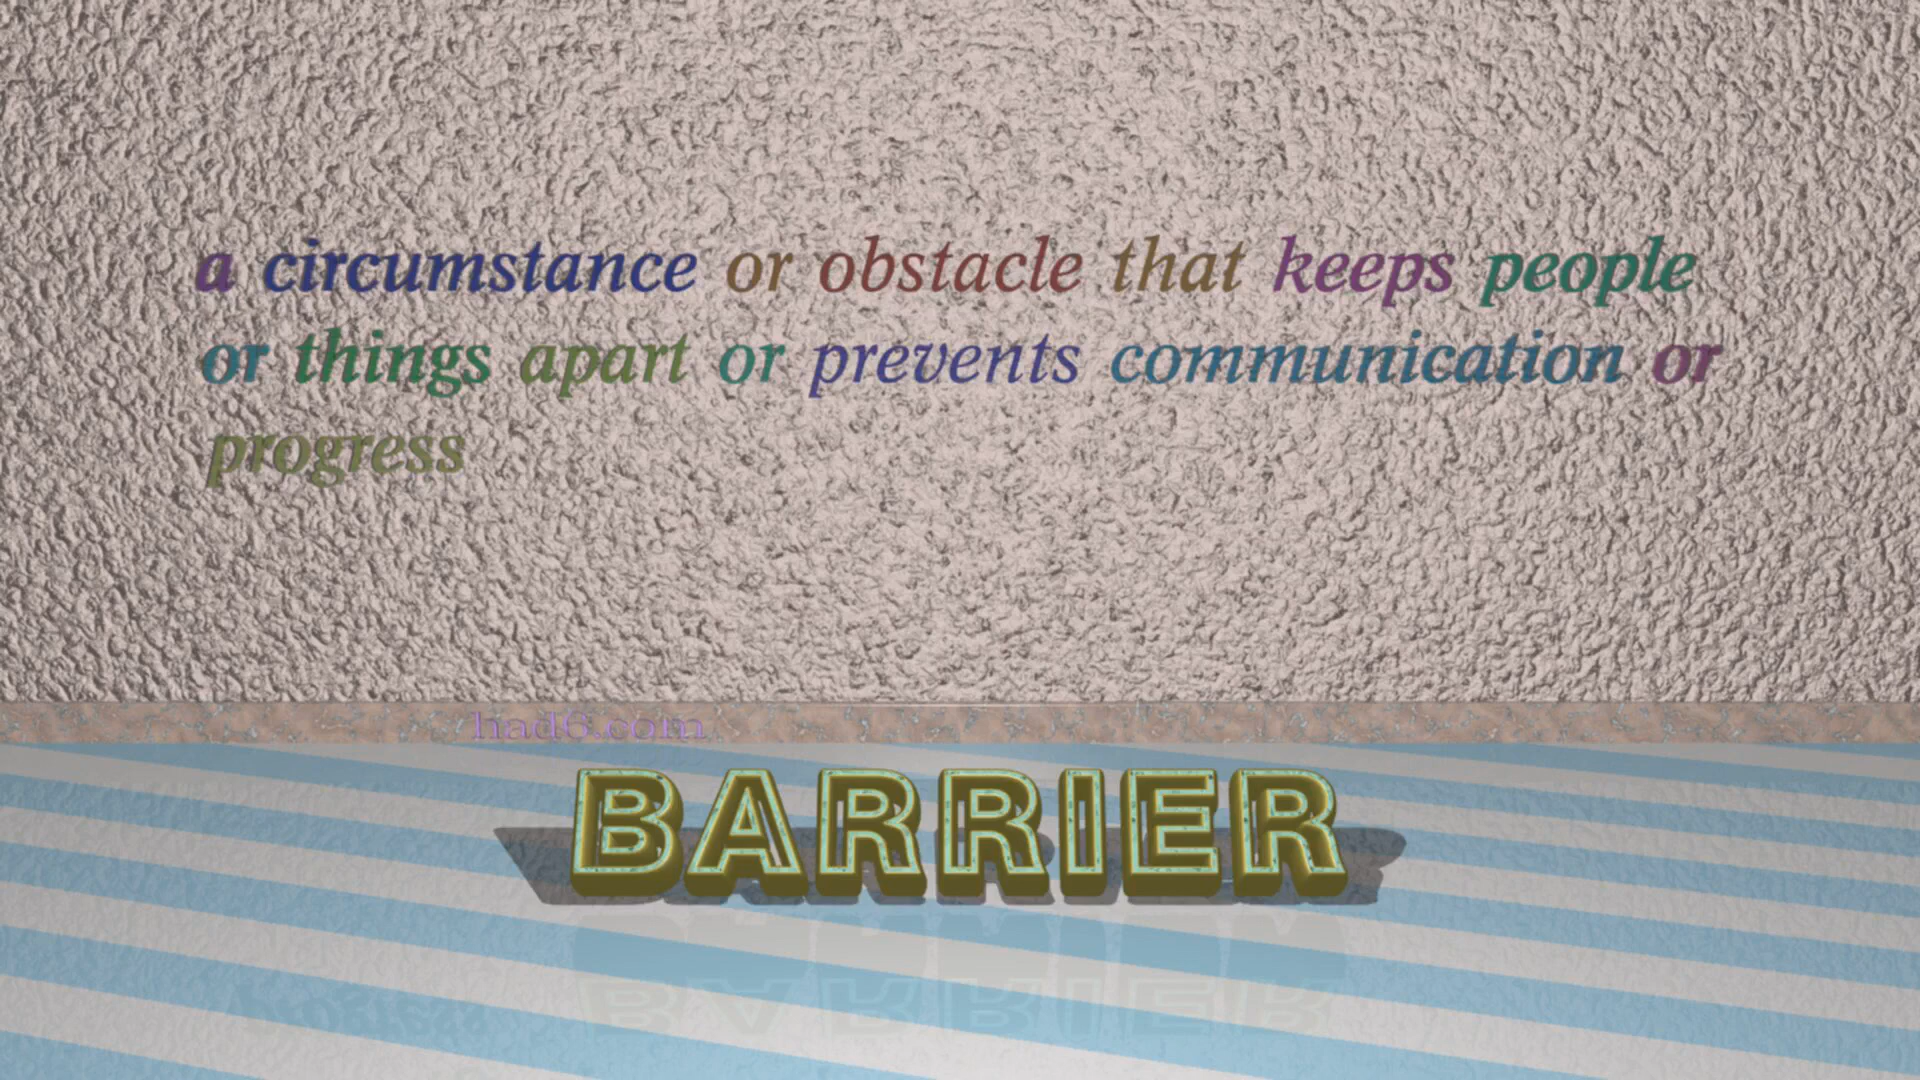 a circumstance or obstacle that keeps people
or things apart or prevents communication or
progress
had6.com
BARRIER